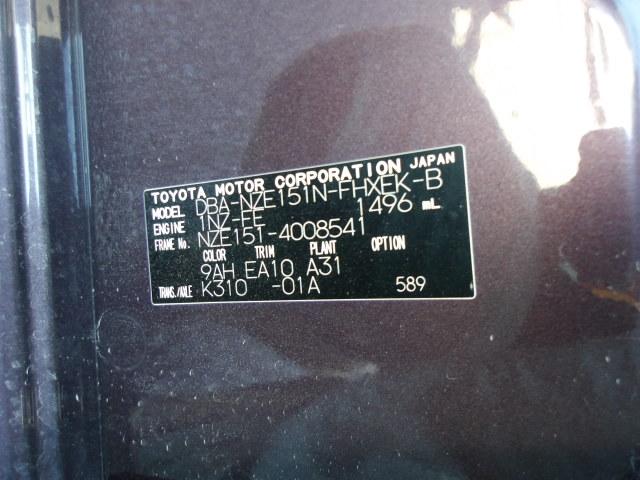 TOYOTA MOTOR CORPORATION JAPAN
MODEL DBA-NZE151N-FHXEK-B
ENGINE 1NZ-FE 1496 mL
FRAME No. NZE151-4008541
COLOR TRIM PLANT OPTION
9AH EA10 A31
TRANS./AXLE K310 -01A 589